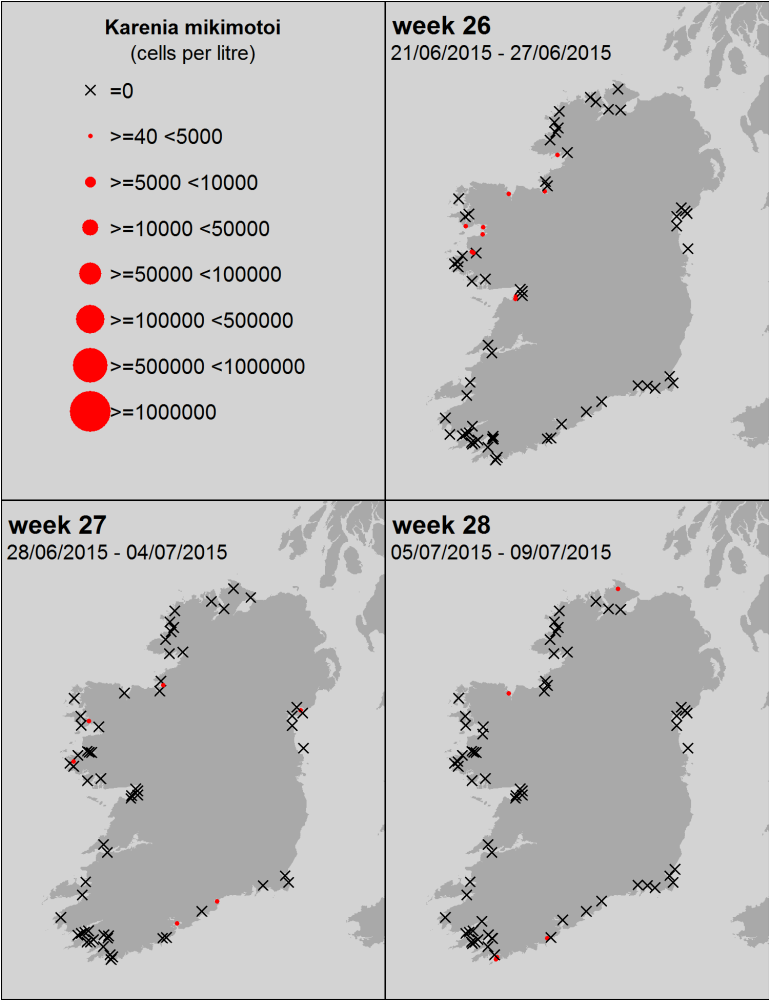 Karenia mikimotoi
(cells per litre)
=0
>=40 <5000
>=5000 <10000
>=10000 <50000
>=50000 <100000
>=100000 <500000
>=500000 <1000000
>=1000000
week 26
21/06/2015 - 27/06/2015
week 27
28/06/2015 - 04/07/2015
week 28
05/07/2015 - 09/07/2015